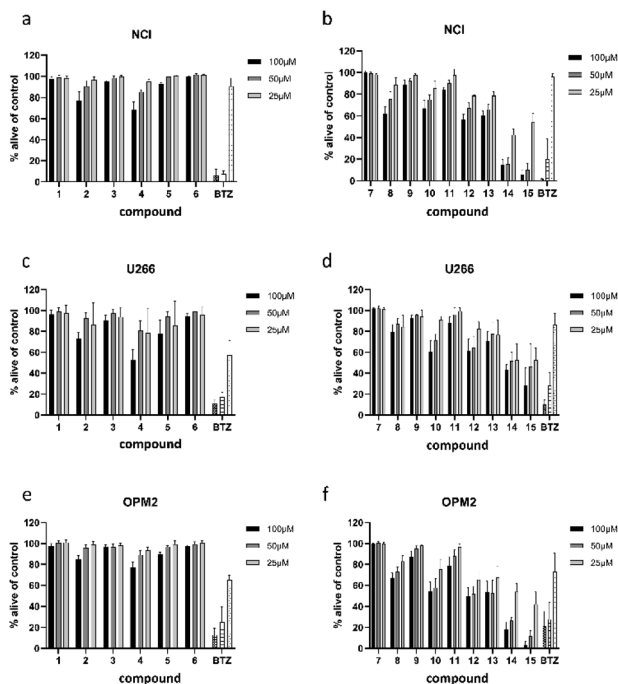 a
NCI
% alive of control
120
100
80
60
40
20
0
1 2 3 4 5 6 BTZ
compound
100μM
50μM
25μM
b
NCI
% alive of control
120
100
80
60
40
20
0
7 8 9 10 11 12 13 14 15 BTZ
compound
100μM
50μM
25μM
c
U266
% alive of control
120
100
80
60
40
20
0
1 2 3 4 5 6 BTZ
compound
100μM
50μM
25μM
d
U266
% alive of control
120
100
80
60
40
20
0
7 8 9 10 11 12 13 14 15 BTZ
compound
100μM
50μM
25μM
e
OPM2
% alive of control
120
100
80
60
40
20
0
1 2 3 4 5 6 BTZ
compound
100μM
50μM
25μM
f
OPM2
% alive of control
120
100
80
60
40
20
0
7 8 9 10 11 12 13 14 15 BTZ
compound
100μM
50μM
25μM